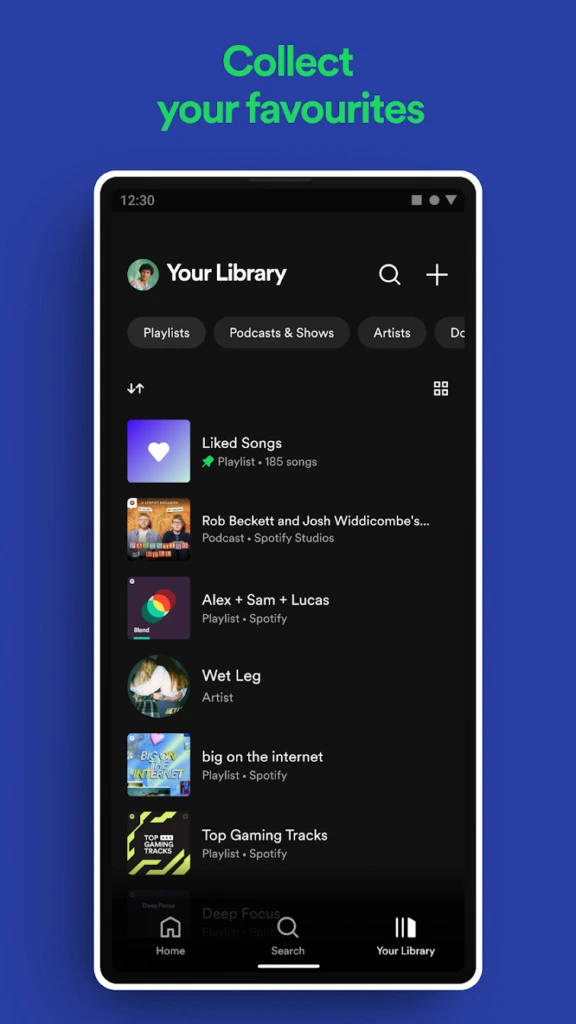 Collect
your favourites
12:30
Your Library
Playlists
Podcasts & Shows
Artists
Do
Liked Songs
Playlist • 185 songs
Rob Beckett and Josh Widdicombe's...
Podcast • Spotify Studios
Alex + Sam + Lucas
Playlist • Spotify
Blend
Wet Leg
Artist
BIG ON
THE
INTERNET
big on the internet
Playlist • Spotify
TOP
GAMING
TRACKS
Top Gaming Tracks
Playlist • Spotify
Deep Focus
Deep Focus
Home
Search
Your Library